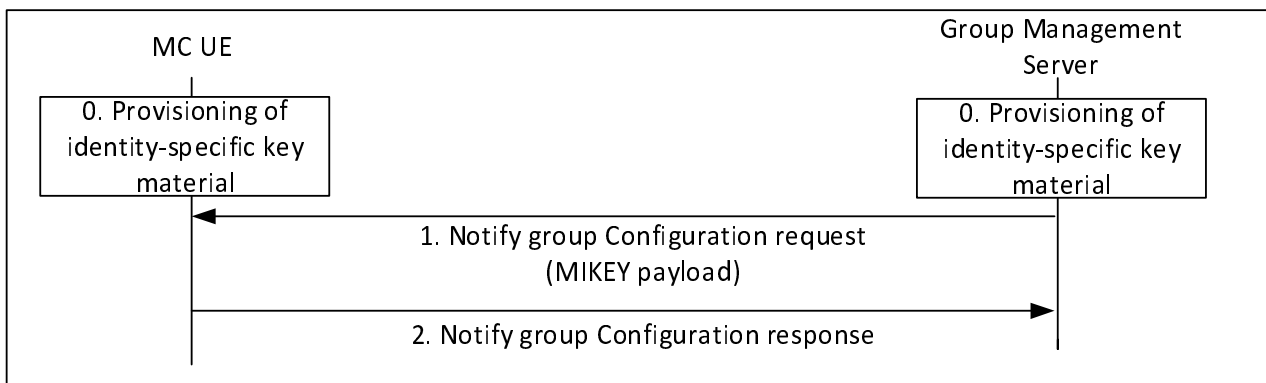 MC UE
Group Management
Server
0. Provisioning of
identity-specific key
material
0. Provisioning of
identity-specific key
material
1. Notify group Configuration request
(MIKEY payload)
2. Notify group Configuration response